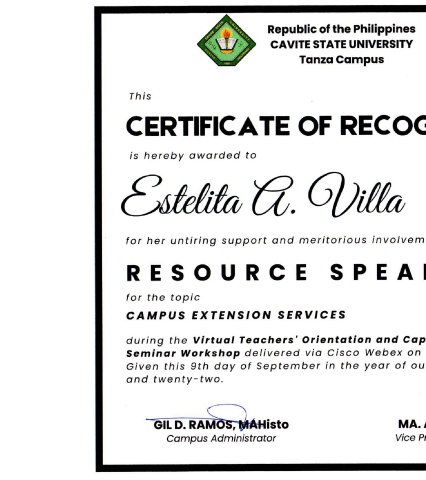 Republic of the Philippines
CAVITE STATE UNIVERSITY
Tanza Campus
This
CERTIFICATE OF RECOG
is hereby awarded to
Estelita A. Villa
for her untiring support and meritorious involvem
RESOURCE SPEA
for the topic
CAMPUS EXTENSION SERVICES
during the Virtual Teachers' Orientation and Cap
Seminar Workshop delivered via Cisco Webex on
Given this 9th day of September in the year of ou
and twenty-two.
GIL D. RAMOS, MAHisto MA. A
Campus Administrator Vice Pr